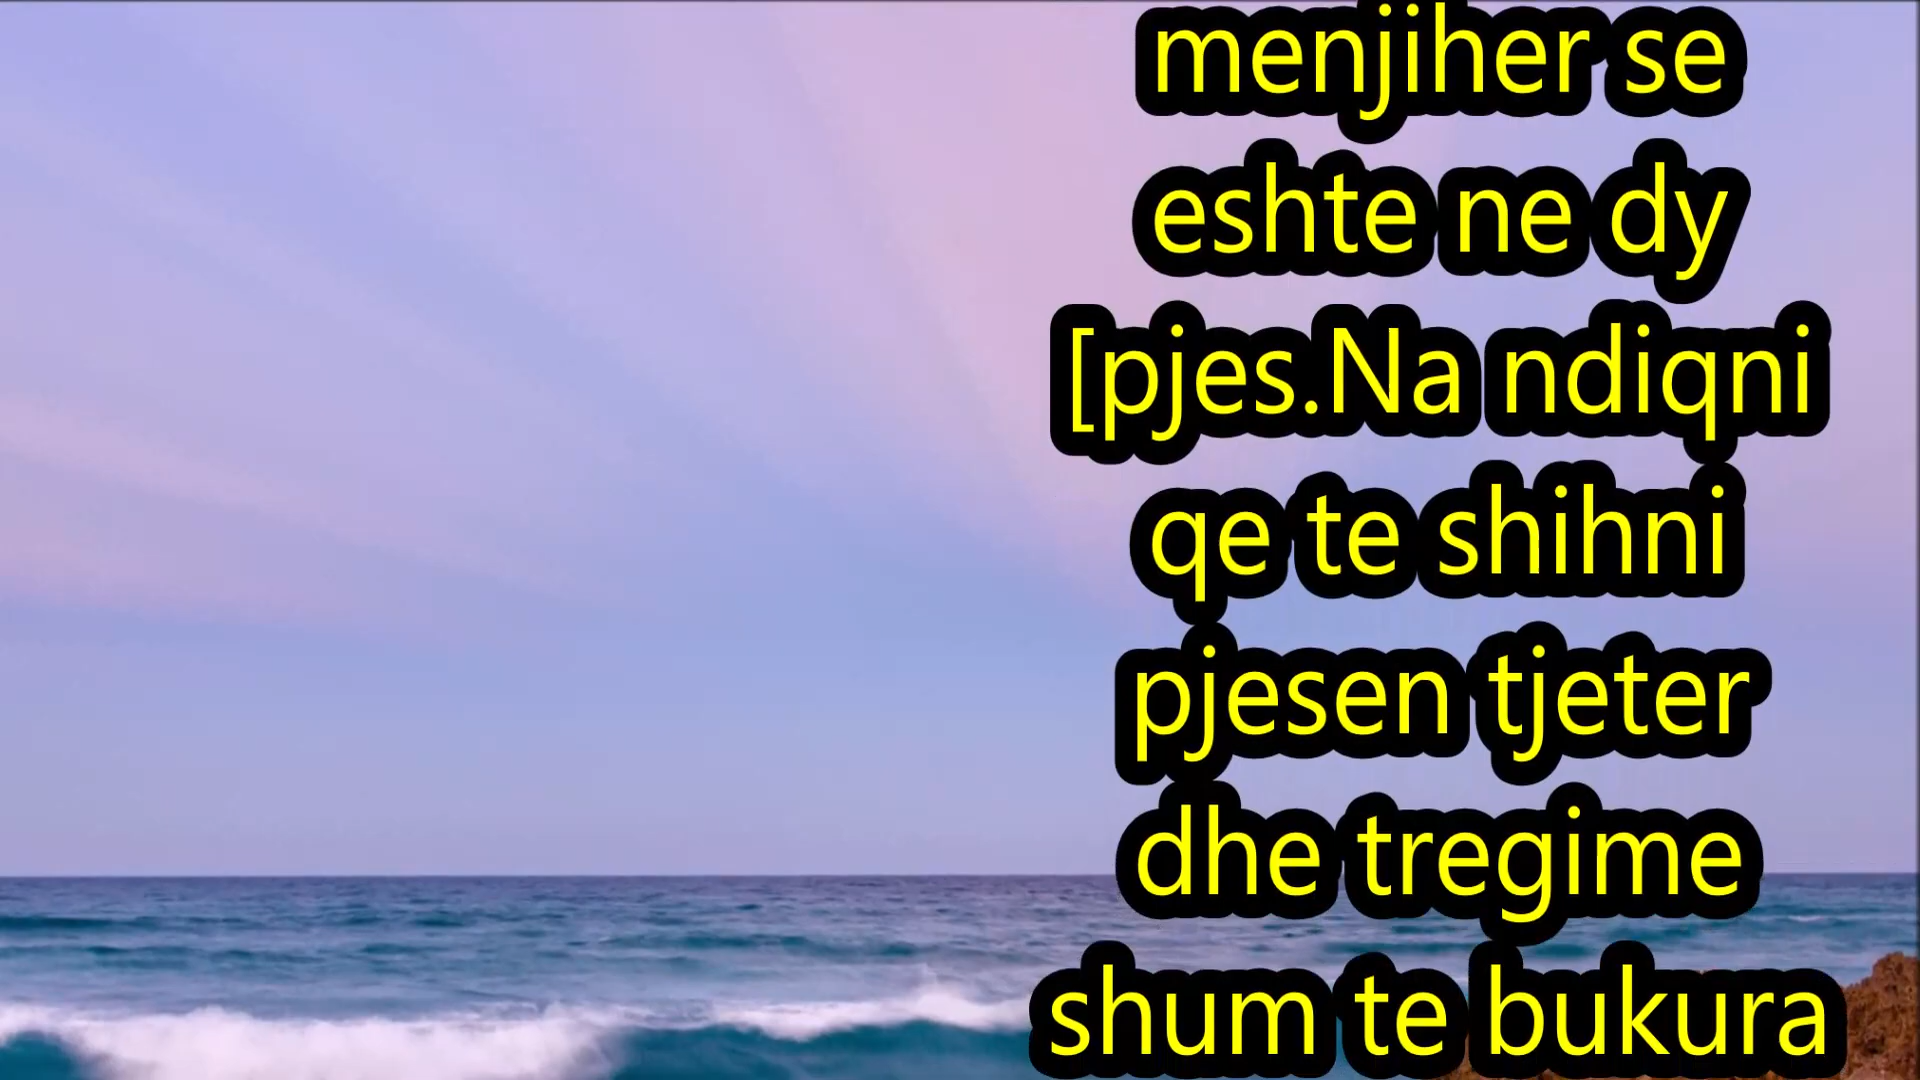 menjiher se
eshte ne dy
[pjes.Na ndiqni
qe te shihni
pjesen tjeter
dhe tregime
shum te bukura